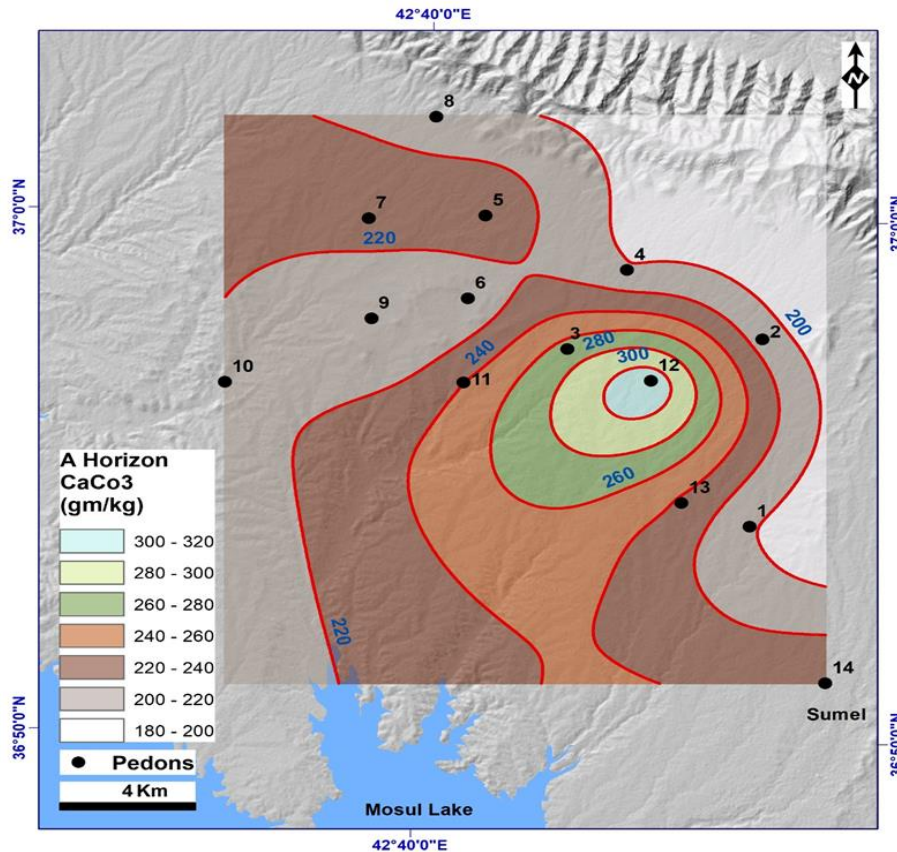 42°40'0"E
N
8
37°0'0"N
7
5
37°0'0"N
220
4
6
9
200
2
240
3
280
300
12
10
11
260
13
1
220
14
Sumel
A Horizon
CaCo3
(gm/kg)
300 - 320
280 - 300
260 - 280
240 - 260
220 - 240
200 - 220
180 - 200
Pedons
4 Km
36°50'0"N
36°50'0"N
Mosul Lake
42°40'0"E